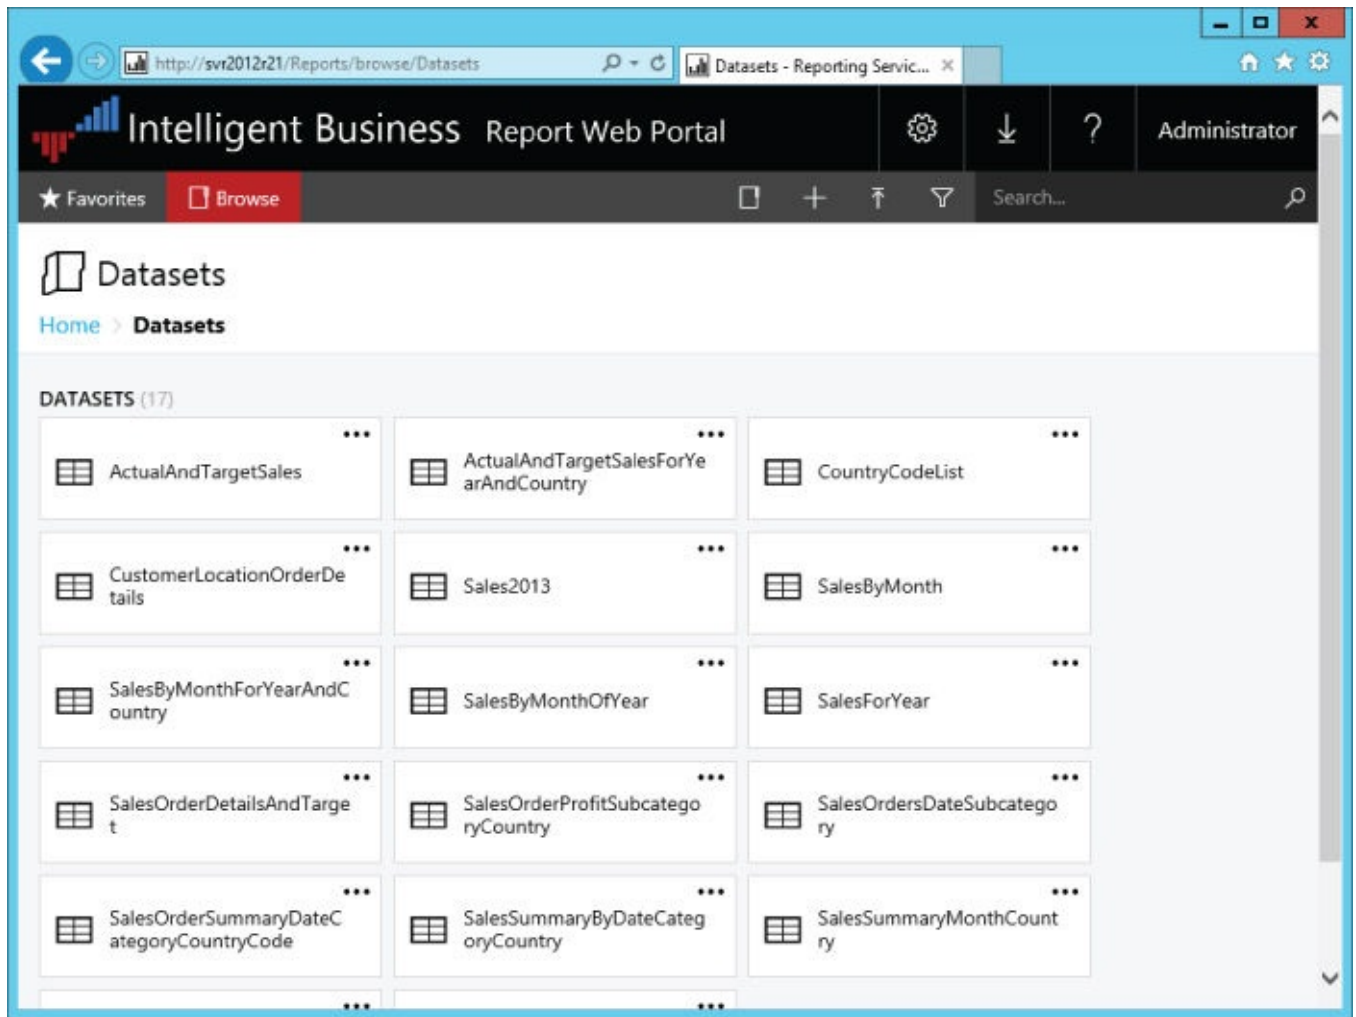 http://svr2012r21/Reports/browse/Datasets
Datasets - Reporting Servic...
Intelligent Business Report Web Portal
Administrator
Favorites
Browse
Search...
Datasets
Home > Datasets
DATASETS (17)
ActualAndTargetSales
ActualAndTargetSalesForYe
arAndCountry
CountryCodeList
CustomerLocationOrderDe
tails
Sales2013
SalesByMonth
SalesByMonthForYearAndC
ountry
SalesByMonthOfYear
SalesForYear
SalesOrderDetailsAndTarge
t
SalesOrderProfitSubcatego
ryCountry
SalesOrdersDateSubcatego
ry
SalesOrderSummaryDateC
ategoryCountryCode
SalesSummaryByDateCateg
oryCountry
SalesSummaryMonthCount
ry